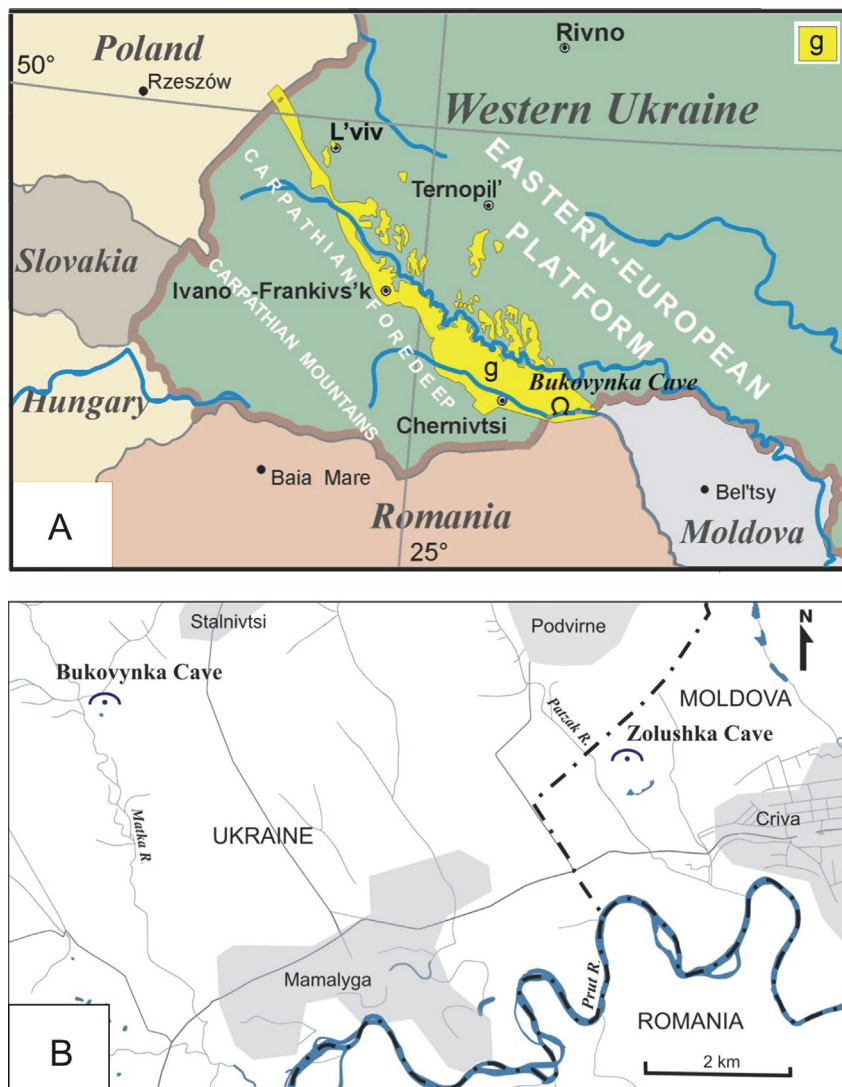 Poland
Rivno
g
50°
Rzeszów
Western Ukraine
L'viv
EASTERN-EUROPEAN
PLATFORM
CARPATHIAN FOREDEEP
Ternopil'
Slovakia
CARPATHIAN MOUNTAINS
Ivano -Frankivs'k
g
Bukovynka Cave
Hungary
Chernivtsi
Baia Mare
Bel'tsy
A
Romania
Moldova
25°
Stalnivtsi
Podvirne
N
Bukovynka Cave
MOLDOVA
Patzak R.
Zolushka Cave
Matka R.
UKRAINE
Criva
Mamalyga
Prut R.
ROMANIA
B
2 km